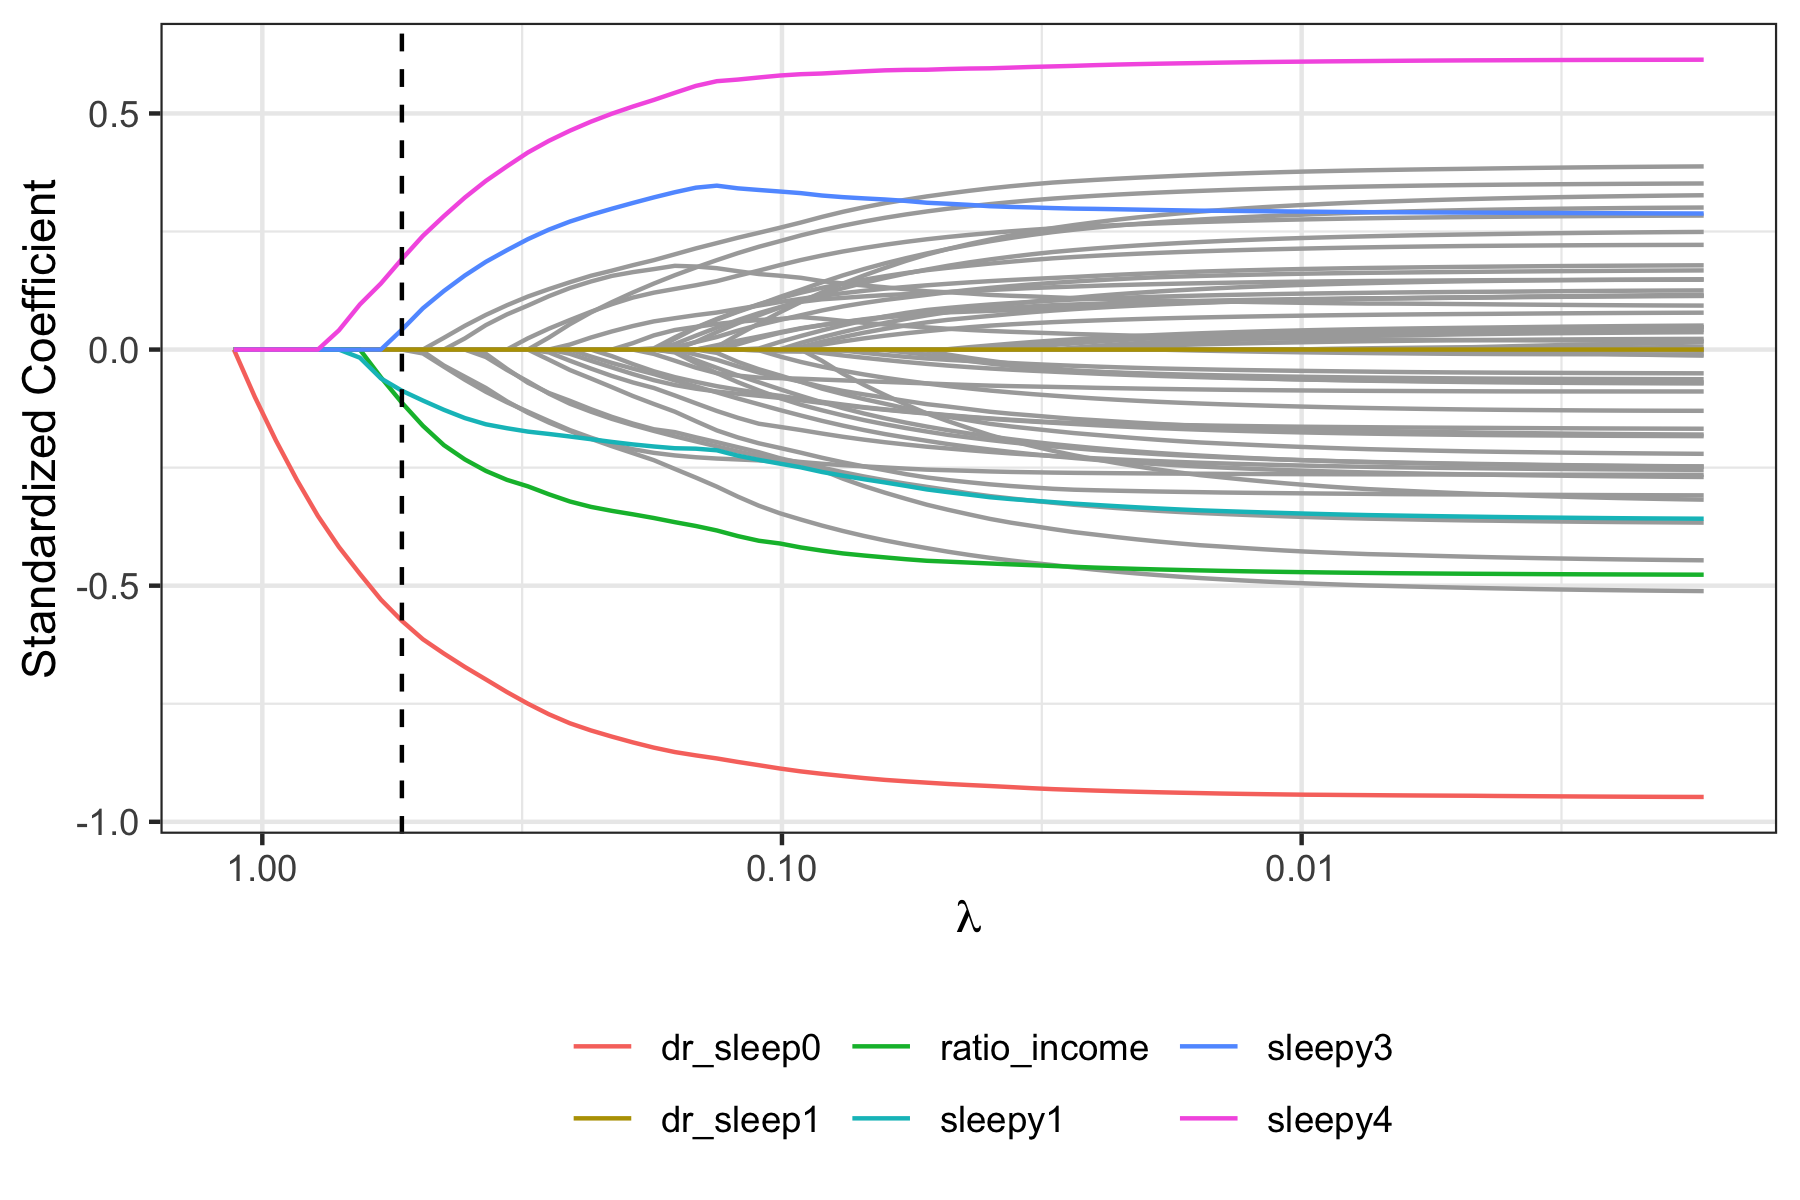 Standardized Coefficient
0.5
0.0
-0.5
-1.0
1.00 0.10 0.01
λ
dr_sleep0 ratio_income sleepy3
dr_sleep1 sleepy1 sleepy4